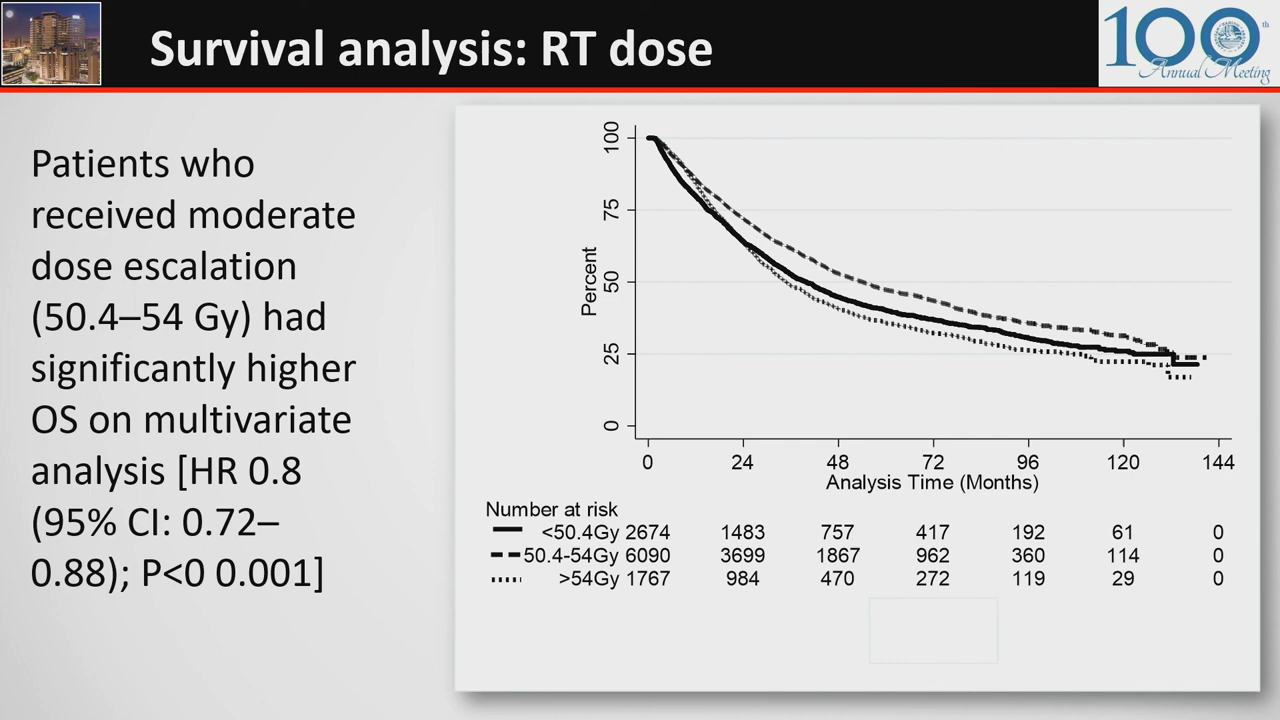 Survival analysis: RT dose
100th
Annual Meeting
Patients who
received moderate
dose escalation
(50.4–54 Gy) had
significantly higher
OS on multivariate
analysis [HR 0.8
(95% CI: 0.72–
0.88); P<0 0.001]
100
75
50
25
0
Percent
0 24 48 72 96 120 144
Analysis Time (Months)
Number at risk
<50.4Gy 2674 1483 757 417 192 61 0
50.4-54Gy 6090 3699 1867 962 360 114 0
>54Gy 1767 984 470 272 119 29 0